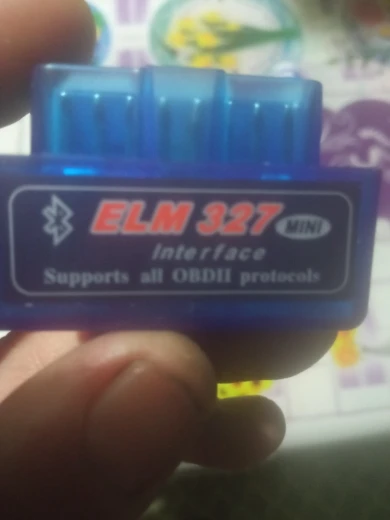 ELM 327 MINI
Interface
Supports all OBDII protocols